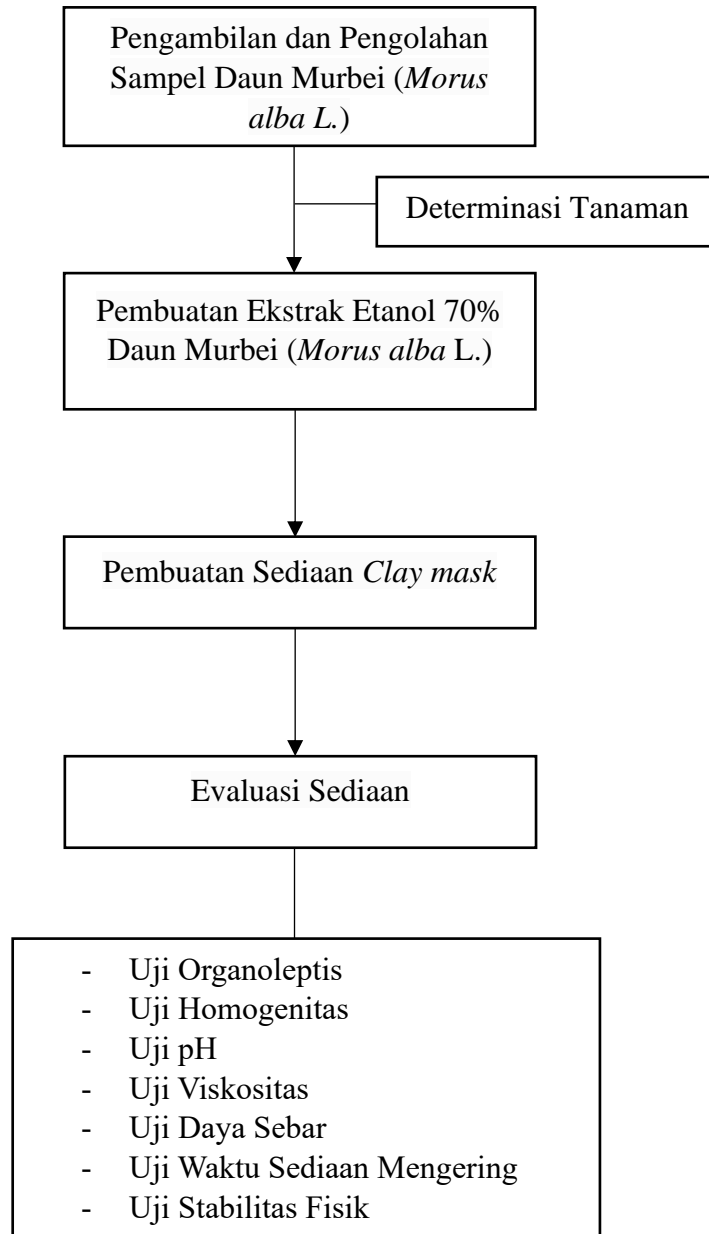 Pengambilan dan Pengolahan
Sampel Daun Murbei (Morus
alba L.)
Determinasi Tanaman
Pembuatan Ekstrak Etanol 70%
Daun Murbei (Morus alba L.)
Pembuatan Sediaan Clay mask
Evaluasi Sediaan
- Uji Organoleptis
- Uji Homogenitas
- Uji pH
- Uji Viskositas
- Uji Daya Sebar
- Uji Waktu Sediaan Mengering
- Uji Stabilitas Fisik